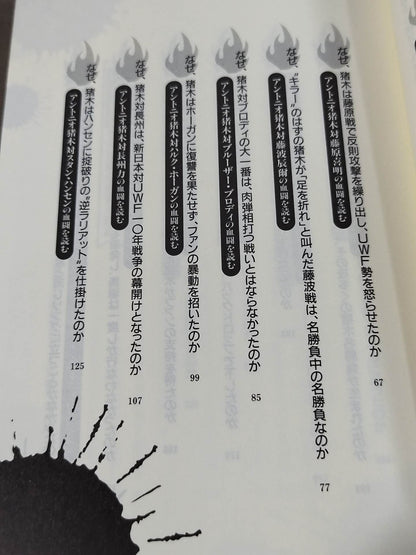 なぜ、猪木は藤原戦で反則攻撃を繰り出し、UWF勢を怒らせたのか
アントニオ猪木対藤原喜明の血闘を読む
67
なぜ、“キラー”のはずの猪木が「足を折れ」と叫んだ藤波戦は、名勝負中の名勝負なのか
アントニオ猪木対藤波辰爾の血闘を読む
77
なぜ、猪木対ブロディの大一番は、肉弾相打つ戦いとはならなかったのか
アントニオ猪木対ブルーザー・ブロディの血闘を読む
85
なぜ、猪木はホーガンに復讐を果たせず、ファンの暴動を招いたのか
アントニオ猪木対ハルク・ホーガンの血闘を読む
99
なぜ、猪木対長州は、新日本対UWF一〇年戦争の幕開けとなったのか
アントニオ猪木対長州力の血闘を読む
107
なぜ、猪木はハンセンに掟破りの“逆ラリアット”を仕掛けたのか
アントニオ猪木対スタン・ハンセンの血闘を読む
125